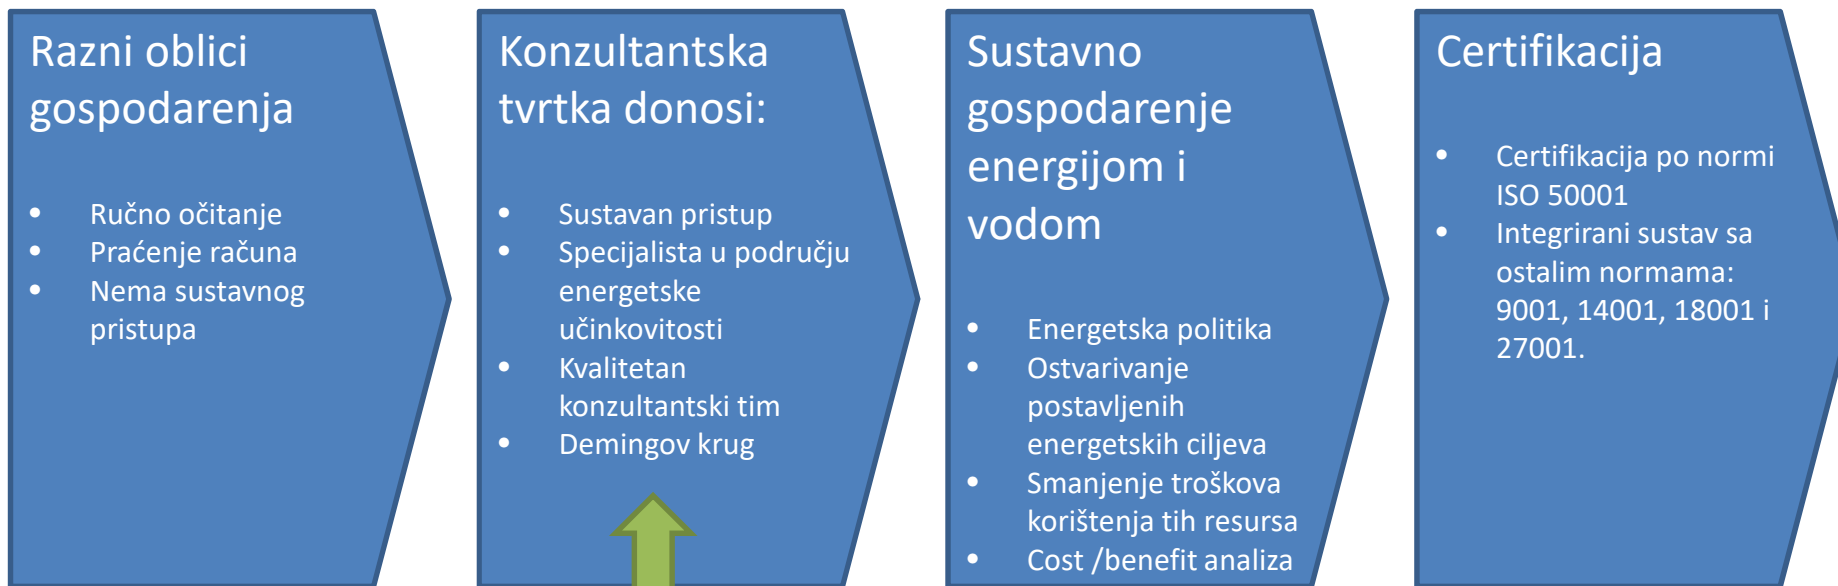 Razni oblici
gospodarenja
• Ručno očitanje
• Praćenje računa
• Nema sustavnog
pristupa
Konzultantska
tvrtka donosi:
• Sustavan pristup
• Specijalista u području
energetske
učinkovitosti
• Kvalitetan
konzultantski tim
• Demingov krug
Sustavno
gospodarenje
energijom i
vodom
• Energetska politika
• Ostvarivanje
postavljenih
energetskih ciljeva
• Smanjenje troškova
korištenja tih resursa
• Cost /benefit analiza
Certifikacija
• Certifikacija po normi
ISO 50001
• Integrirani sustav sa
ostalim normama:
9001, 14001, 18001 i
27001.